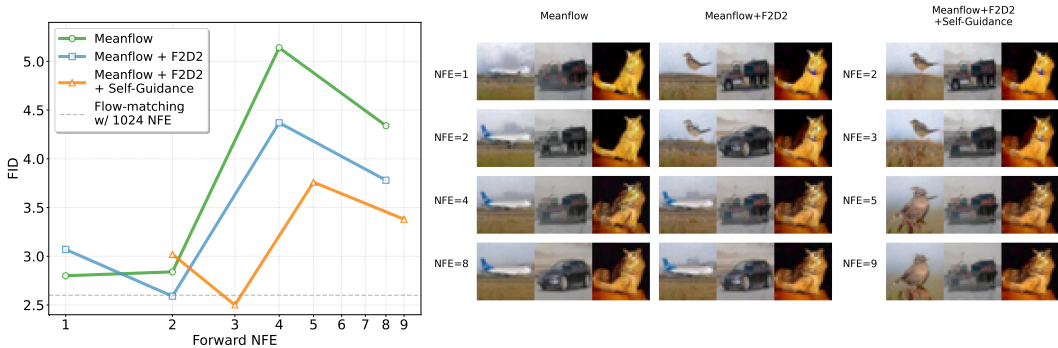 Meanflow
Meanflow + F2D2
Meanflow + F2D2
+ Self-Guidance
Flow-matching
w/ 1024 NFE
FID
5.0
4.5
4.0
3.5
3.0
2.5
1 2 3 4 5 6 7 8 9
Forward NFE
Meanflow
Meanflow+F2D2
Meanflow+F2D2
+Self-Guidance
NFE=1
NFE=2
NFE=2
NFE=3
NFE=4
NFE=5
NFE=8
NFE=9